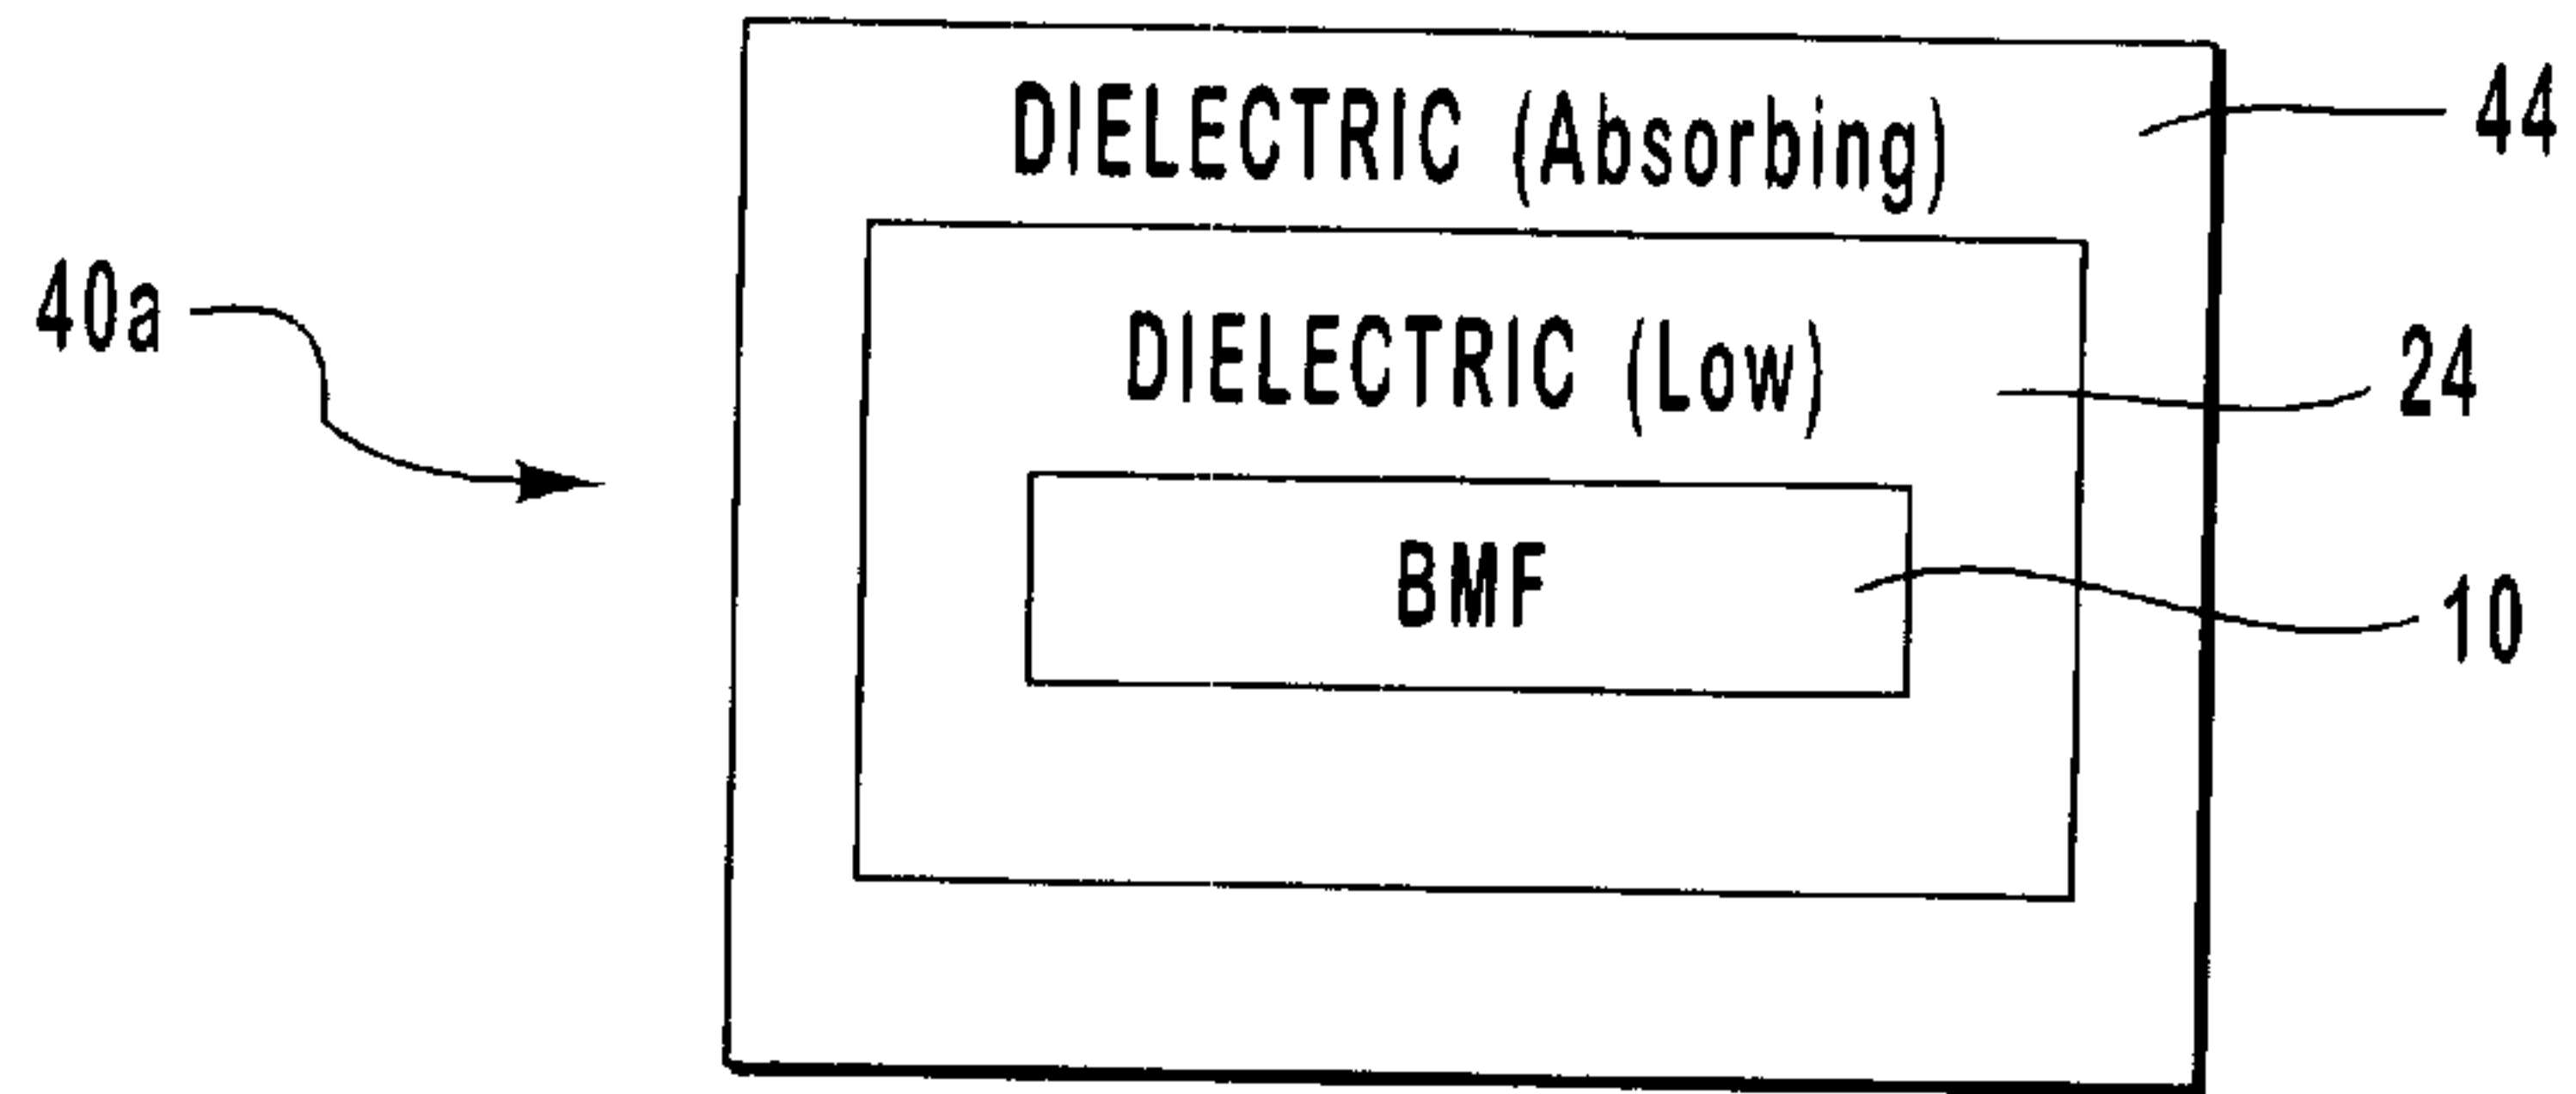 DIELECTRIC (Absorbing)
44
40a
DIELECTRIC (Low)
24
BMF
10